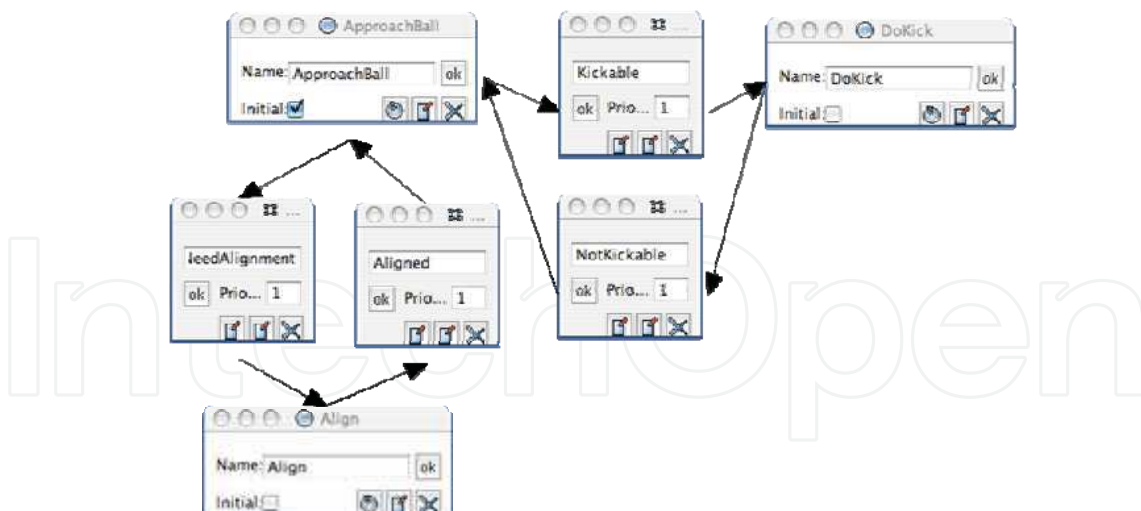 ApproachBall
Name: ApproachBall ok
Initial:
...
Kickable
ok Prio... 1
DoKick
Name: DoKick ok
Initial:
...
leedAlignment
ok Prio... 1
...
Aligned
ok Prio... 1
...
NotKickable
ok Prio... 1
Align
Name: Align ok
Initial:
IntechOpen